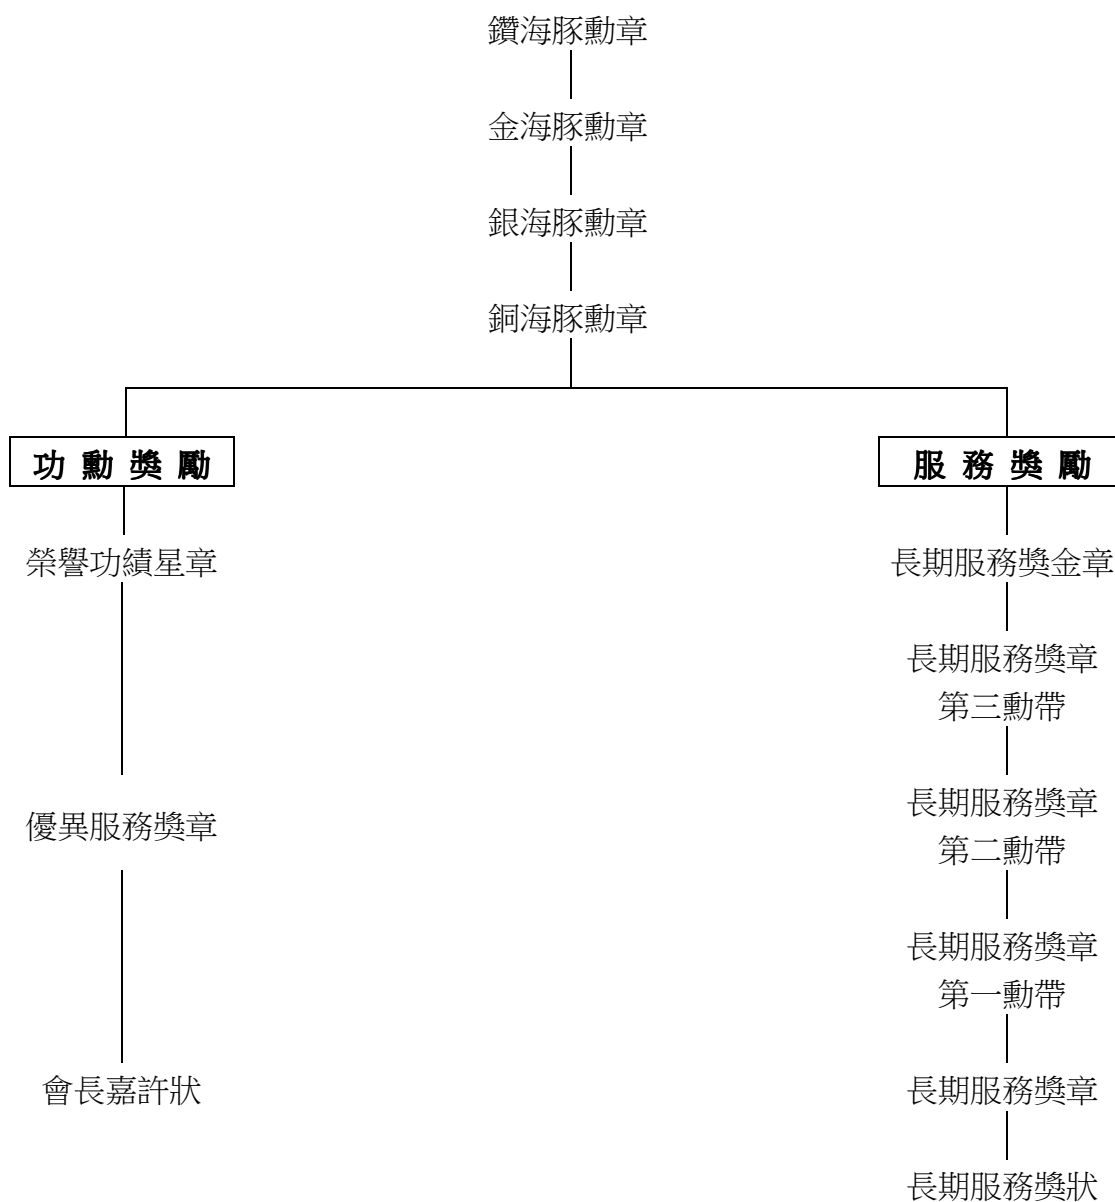 鑽海豚勳章
金海豚勳章
銀海豚勳章
銅海豚勳章
功勳獎勵
榮譽功績星章
優異服務獎章
會長嘉許狀
服務獎勵
長期服務獎金章
長期服務獎章
第三勳帶
長期服務獎章
第二勳帶
長期服務獎章
第一勳帶
長期服務獎章
長期服務獎狀